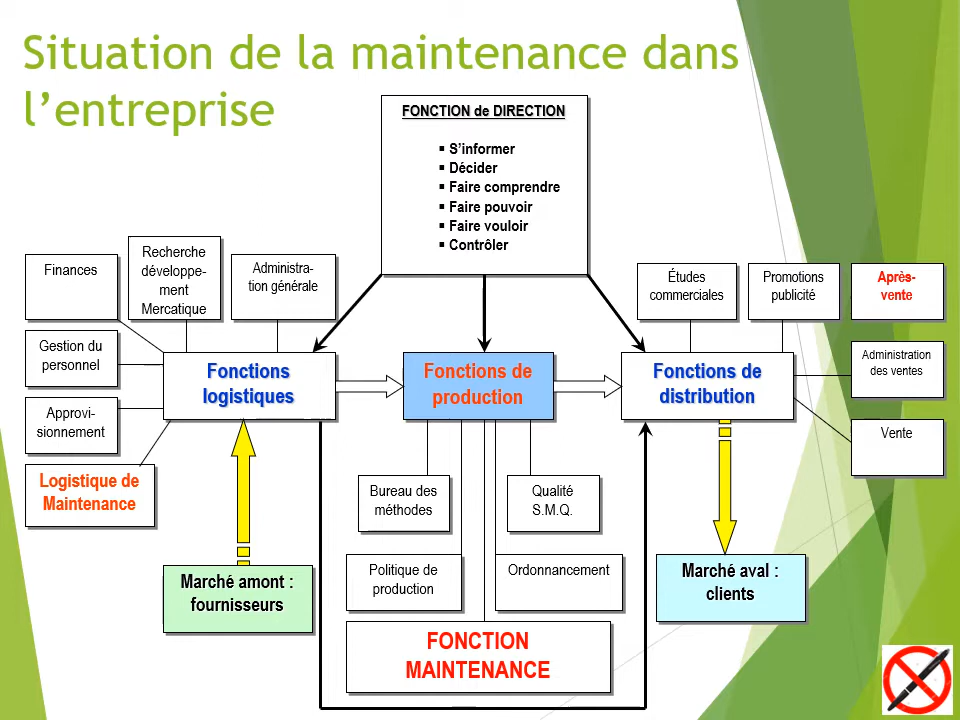 Situation de la maintenance dans
l’entreprise
FONCTION de DIRECTION
▪ S’informer
▪ Décider
▪ Faire comprendre
▪ Faire pouvoir
▪ Faire vouloir
▪ Contrôler
Finances
Recherche
développe-
ment
Mercatique
Administra-
tion générale
Études
commerciales
Promotions
publicité
Après-
vente
Gestion du
personnel
Fonctions
logistiques
Fonctions de
production
Fonctions de
distribution
Administration
des ventes
Approvi-
sionnement
Vente
Logistique de
Maintenance
Bureau des
méthodes
Qualité
S.M.Q.
Politique de
production
Ordonnancement
Marché amont :
fournisseurs
Marché aval :
clients
FONCTION
MAINTENANCE